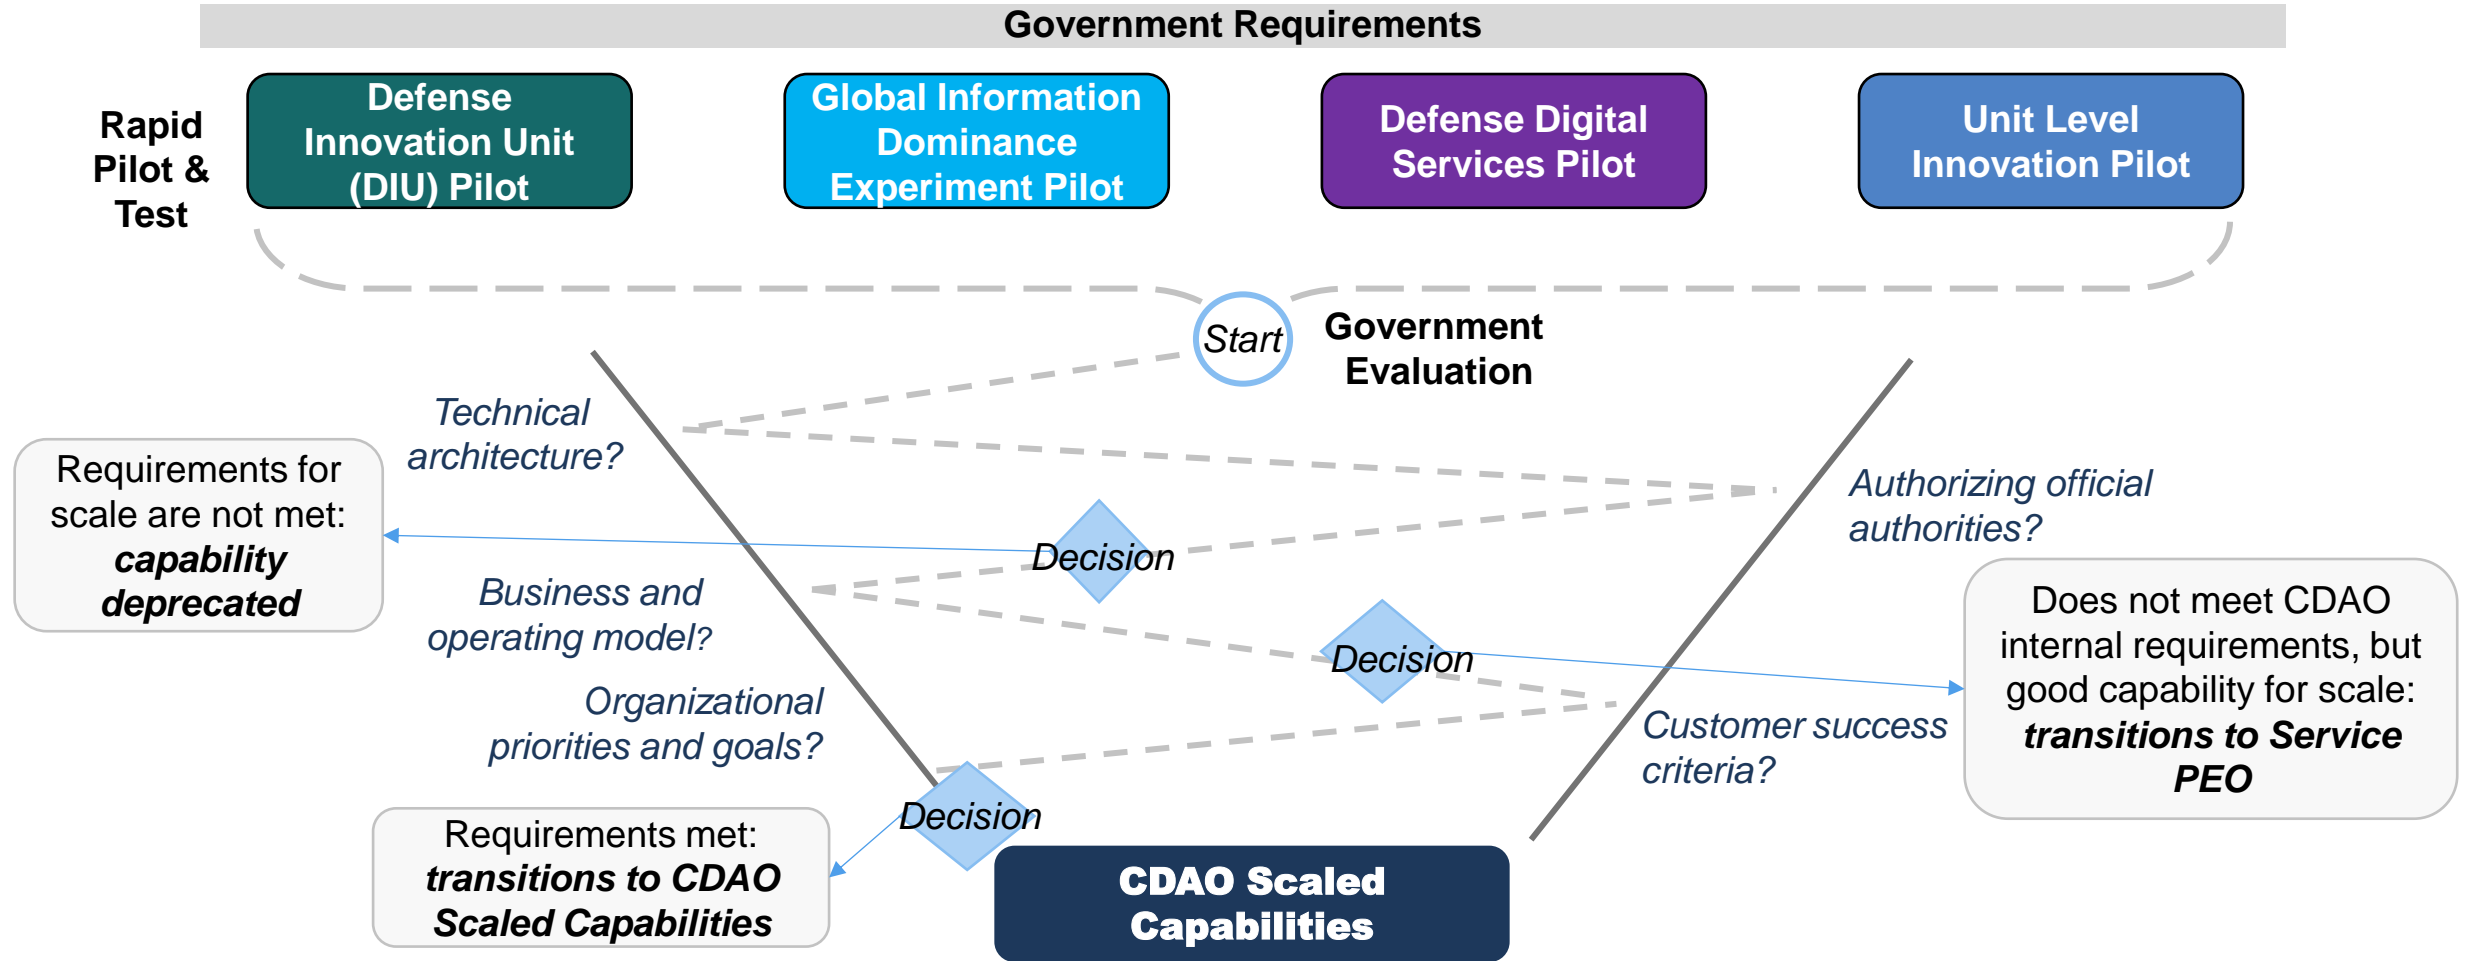 Government Requirements
Rapid
Pilot &
Test
Defense
Innovation Unit
(DIU) Pilot
Global Information
Dominance
Experiment Pilot
Defense Digital
Services Pilot
Unit Level
Innovation Pilot
Start
Government
Evaluation
Technical
architecture?
Authorizing official
authorities?
Requirements for
scale are not met:
capability
deprecated
Decision
Business and
operating model?
Decision
Does not meet CDAO
internal requirements, but
good capability for scale:
transitions to Service
PEO
Organizational
priorities and goals?
Customer success
criteria?
Decision
Requirements met:
transitions to CDAO
Scaled Capabilities
CDAO Scaled
Capabilities